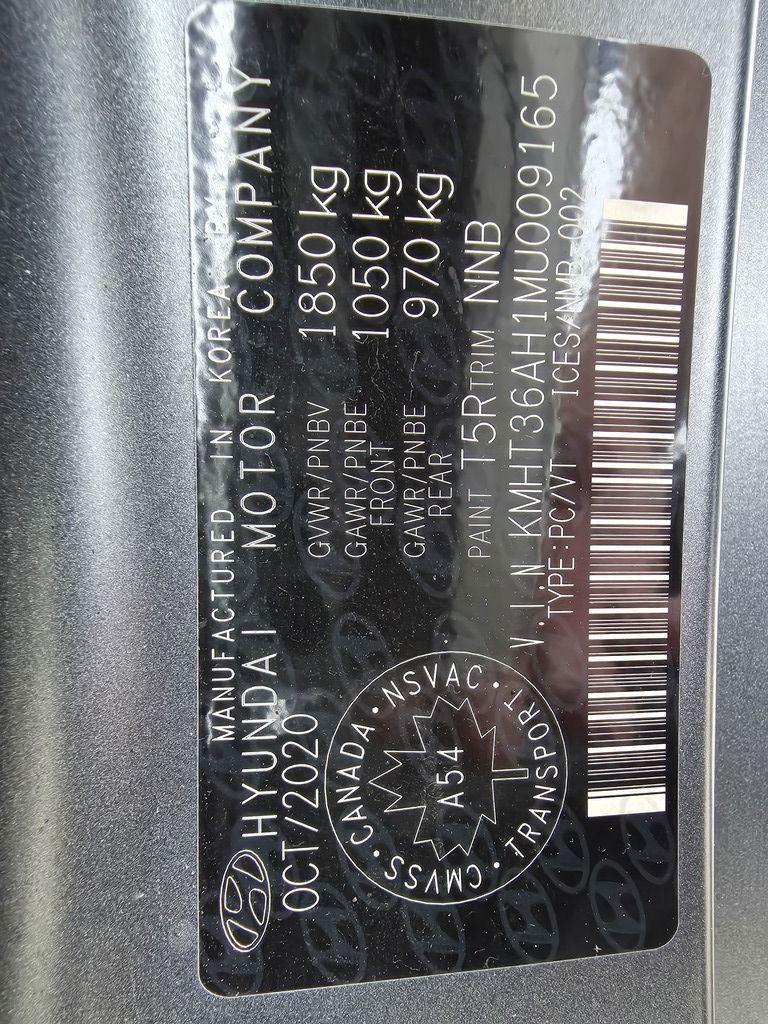 MANUFACTURED IN KOREA BY
HYUNDAI MOTOR COMPANY
OCT/2020
GVWR/PNBV 1850 kg
GAWR/PNBE FRONT 1050 kg
GAWR/PNBE REAR 970 kg
PAINT T5R TRIM NNB
V.I.N KMHT36AH1MU009165
TYPE:PC/VT ICES/NMB-002
CANADA · NSVAC · TRANSPORT · CMVSS ·
A54